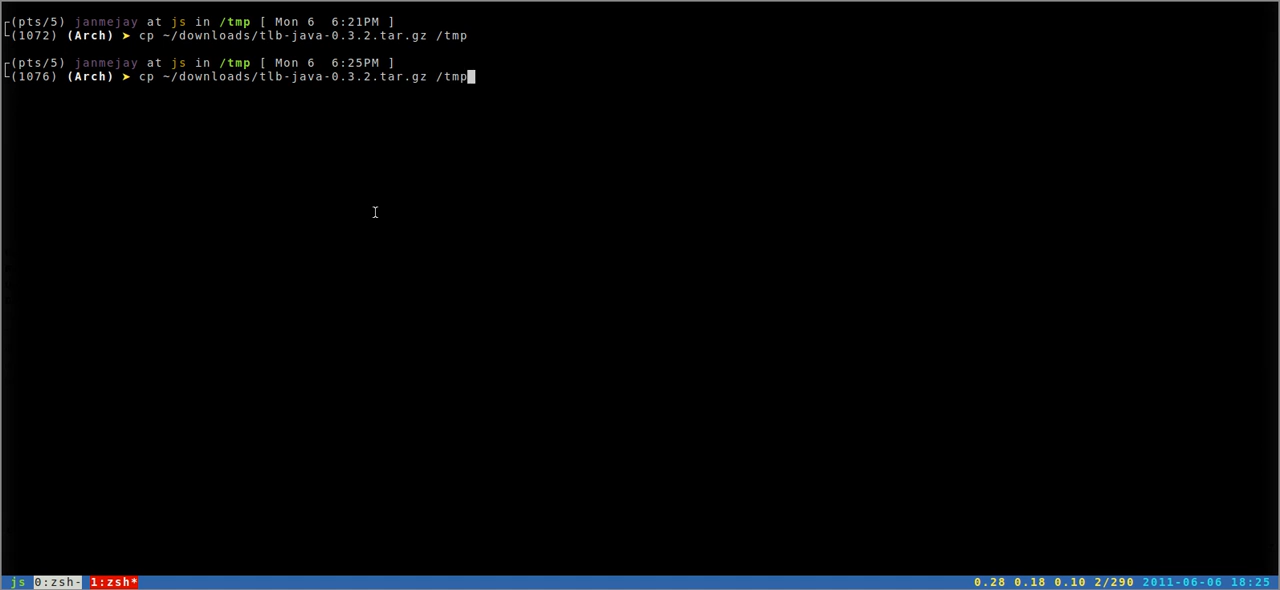 ┌(pts/5) janmejay at js in /tmp [ Mon 6  6:21PM ]
└(1072) (Arch) ➤ cp ~/downloads/tlb-java-0.3.2.tar.gz /tmp
┌(pts/5) janmejay at js in /tmp [ Mon 6  6:25PM ]
└(1076) (Arch) ➤ cp ~/downloads/tlb-java-0.3.2.tar.gz /tmp
js 0:zsh- 1:zsh* 0.28 0.18 0.10 2/290 2011-06-06 18:25